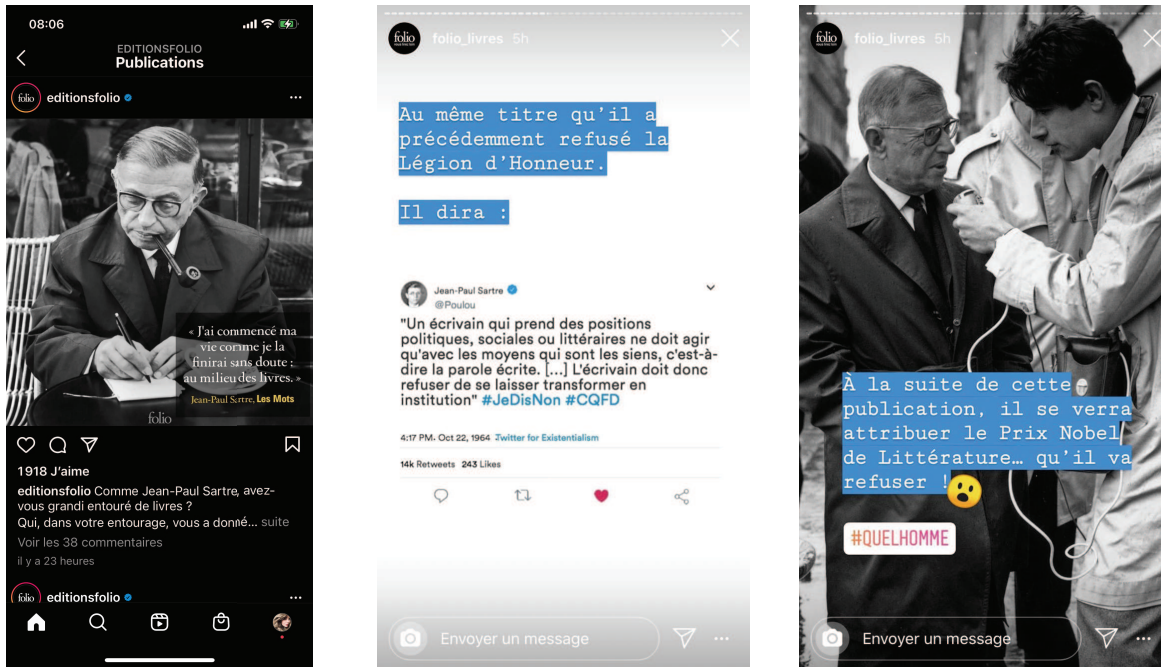 08:06
EDITIONSFOLIO
Publications
folio
editionsfolio
« J'ai commencé ma
vie comme je la
finirai sans doute :
au milieu des livres. »
Jean-Paul Sartre, Les Mots
folio
1918 J'aime
editionsfolio Comme Jean-Paul Sartre, avez-
vous grandi entouré de livres ?
Qui, dans votre entourage, vous a donné... suite
Voir les 38 commentaires
il y a 23 heures
folio
editionsfolio
folio
folio_livres 5h
Au même titre qu'il a
précédemment refusé la
Légion d'Honneur.
Il dira :
Jean-Paul Sartre
@Poulou
"Un écrivain qui prend des positions
politiques, sociales ou littéraires ne doit agir
qu'avec les moyens qui sont les siens, c'est-à-
dire la parole écrite. [...] L'écrivain doit donc
refuser de se laisser transformer en
institution" #JeDisNon #CQFD
4:17 PM. Oct 22, 1964 Twitter for Existentialism
14k Retweets 243 Likes
Envoyer un message
folio
folio_livres 5h
À la suite de cette
publication, il se verra
attribuer le Prix Nobel
de Littérature… qu'il va
refuser !
#QUELHOMME
Envoyer un message